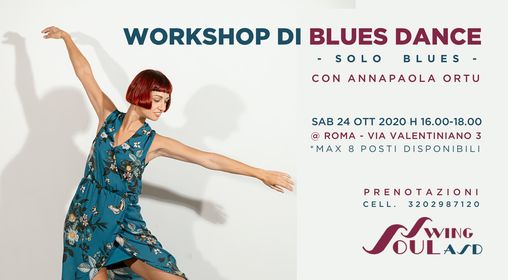 WORKSHOP DI BLUES DANCE
- SOLO BLUES -
CON ANNAPAOLA ORTU
SAB 24 OTT 2020 H 16.00-18.00
@ ROMA - VIA VALENTINIANO 3
*MAX 8 POSTI DISPONIBILI
PRENOTAZIONI
CELL. 3202987120
SWING
SOUL ASD